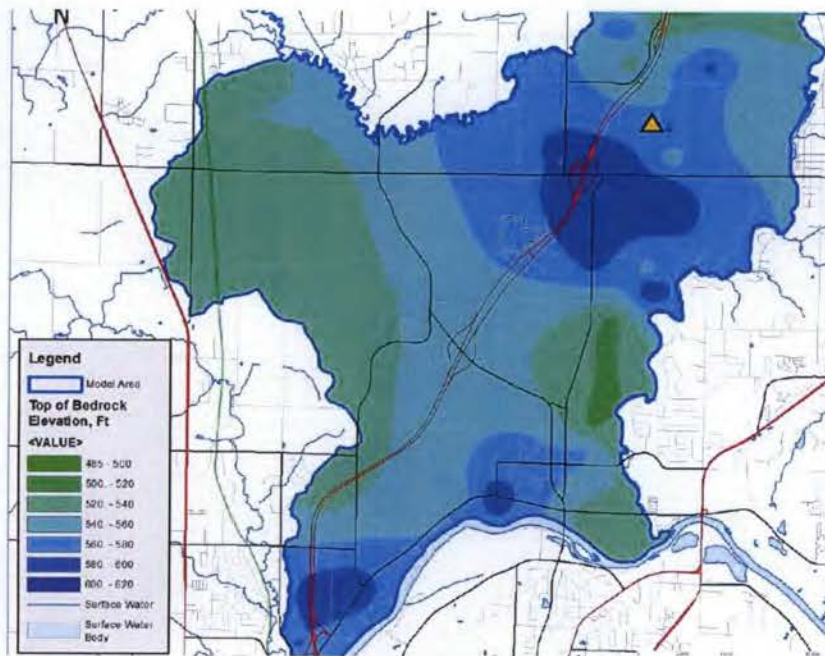 N
Legend
Model Area
Top of Bedrock
Elevation, Ft
<VALUE>
485 - 500
500. - 520
520 - 540
540. - 560
560. - 580
580. - 600
600. - 620
Surface Water
Surface Water
Body